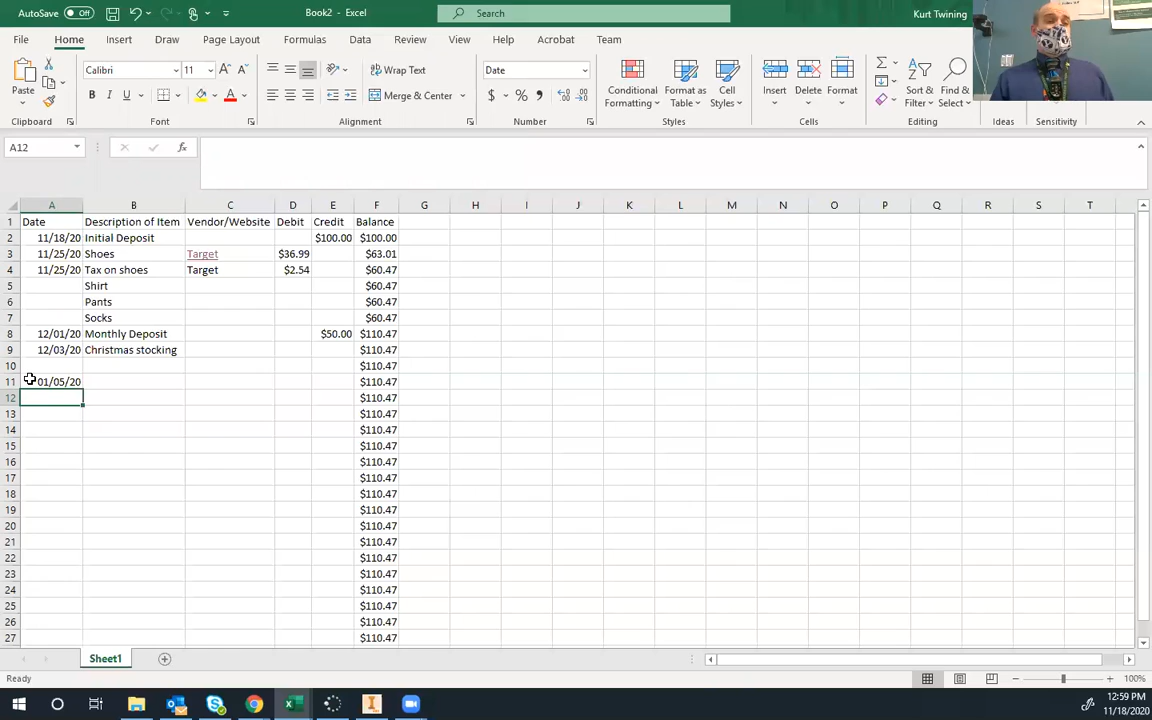 AutoSave Off Book2 - Excel Search Kurt Twining
File Home Insert Draw Page Layout Formulas Data Review View Help Acrobat Team
Paste Calibri 11 Wrap Text Date Conditional Formatting Format as Table Cell Styles Insert Delete Format Sort & Filter Find & Select Ideas Sensitivity
B I U A Merge & Center $ % 9
Clipboard Font Alignment Number Styles Cells Editing Ideas Sensitivity
A12 fx
A B C D E F G H I J K L M N O P Q R S T
1 Date Description of Item Vendor/Website Debit Credit Balance
2 11/18/20 Initial Deposit $100.00 $100.00
3 11/25/20 Shoes Target $36.99 $63.01
4 11/25/20 Tax on shoes Target $2.54 $60.47
5 Shirt $60.47
6 Pants $60.47
7 Socks $60.47
8 12/01/20 Monthly Deposit $50.00 $110.47
9 12/03/20 Christmas stocking $110.47
10 $110.47
11 01/05/20 $110.47
12 $110.47
13 $110.47
14 $110.47
15 $110.47
16 $110.47
17 $110.47
18 $110.47
19 $110.47
20 $110.47
21 $110.47
22 $110.47
23 $110.47
24 $110.47
25 $110.47
26 $110.47
27 $110.47
Sheet1
Ready 100%
12:59 PM
11/18/2020